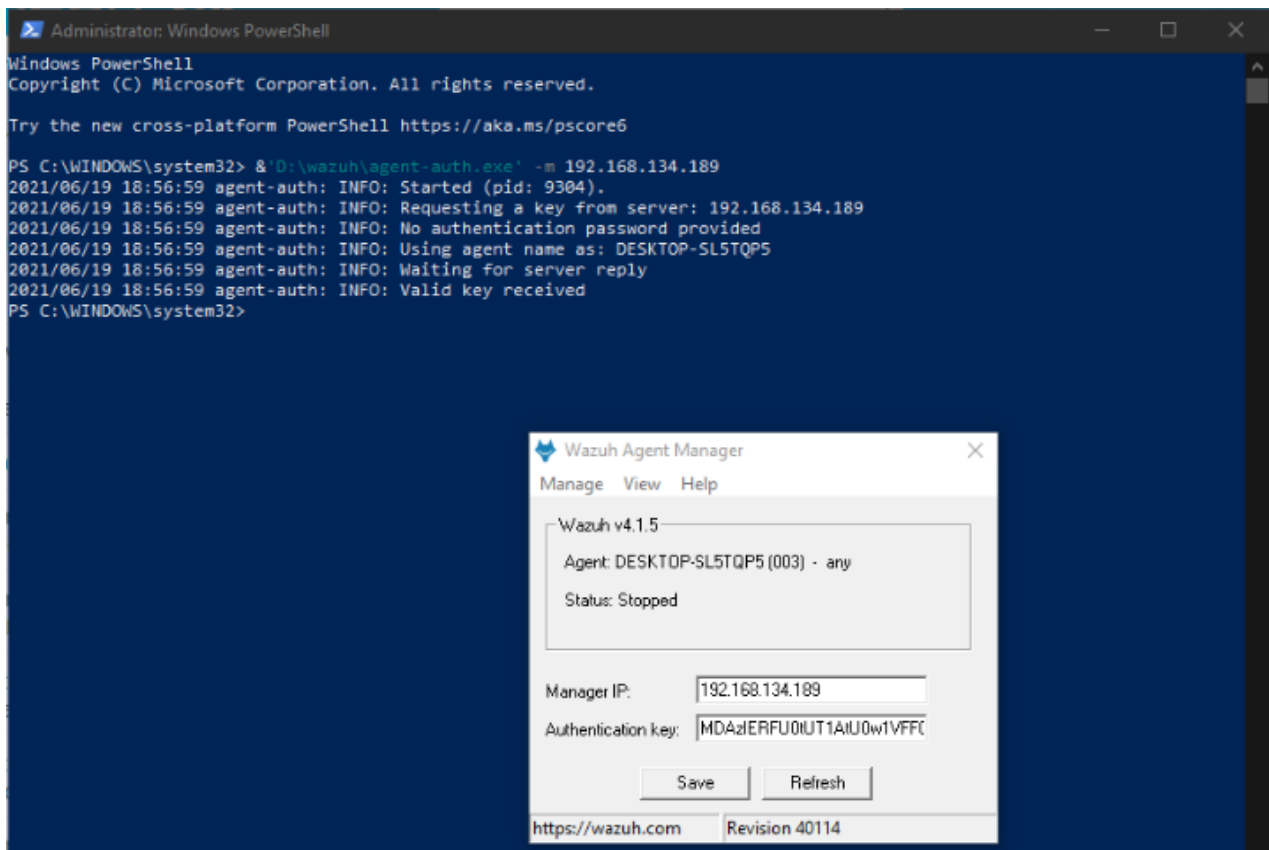 Administrator: Windows PowerShell
Windows PowerShell
Copyright (C) Microsoft Corporation. All rights reserved.
Try the new cross-platform PowerShell https://aka.ms/pscore6
PS C:\WINDOWS\system32> &'D:\wazuh\agent-auth.exe' -m 192.168.134.189
2021/06/19 18:56:59 agent-auth: INFO: Started (pid: 9304).
2021/06/19 18:56:59 agent-auth: INFO: Requesting a key from server: 192.168.134.189
2021/06/19 18:56:59 agent-auth: INFO: No authentication password provided
2021/06/19 18:56:59 agent-auth: INFO: Using agent name as: DESKTOP-SL5TQP5
2021/06/19 18:56:59 agent-auth: INFO: Waiting for server reply
2021/06/19 18:56:59 agent-auth: INFO: Valid key received
PS C:\WINDOWS\system32>
Wazuh Agent Manager
Manage View Help
Wazuh v4.1.5
Agent: DESKTOP-SL5TQP5 (003) - any
Status: Stopped
Manager IP: 192.168.134.189
Authentication key:
Save Refresh
https://wazuh.com Revision 40114